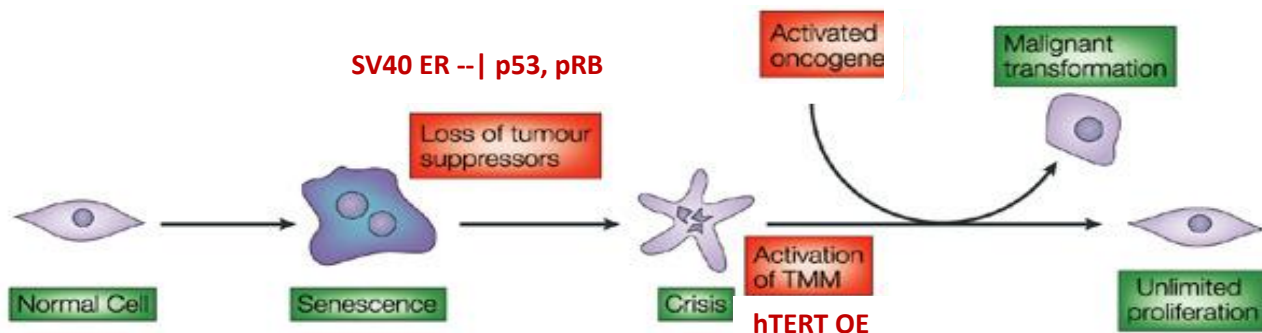 Activated
oncogene
Malignant
transformation
SV40 ER --| p53, pRB
Loss of tumour
suppressors
Normal Cell
Senescence
Crisis
Activation
of TMM
hTERT OE
Unlimited
proliferation